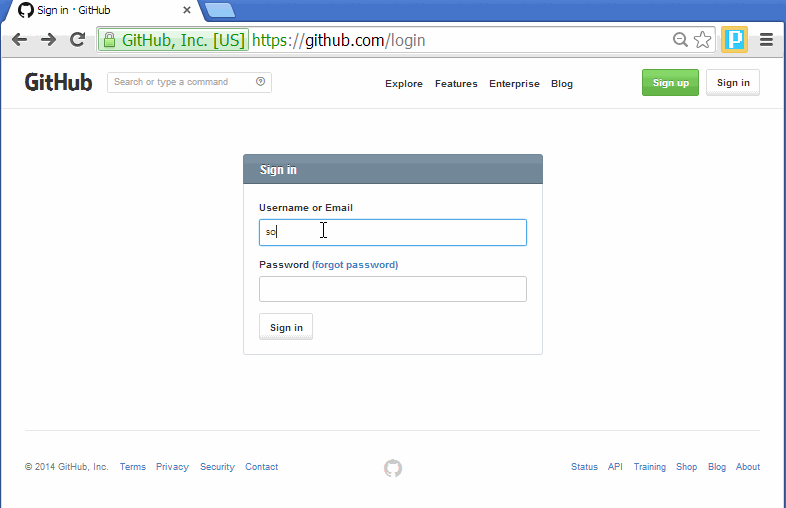 Sign in · GitHub
GitHub, Inc. [US] https://github.com/login
GitHub Search or type a command Explore Features Enterprise Blog Sign up Sign in
Sign in
Username or Email
so
Password (forgot password)
Sign in
© 2014 GitHub, Inc. Terms Privacy Security Contact Status API Training Shop Blog About